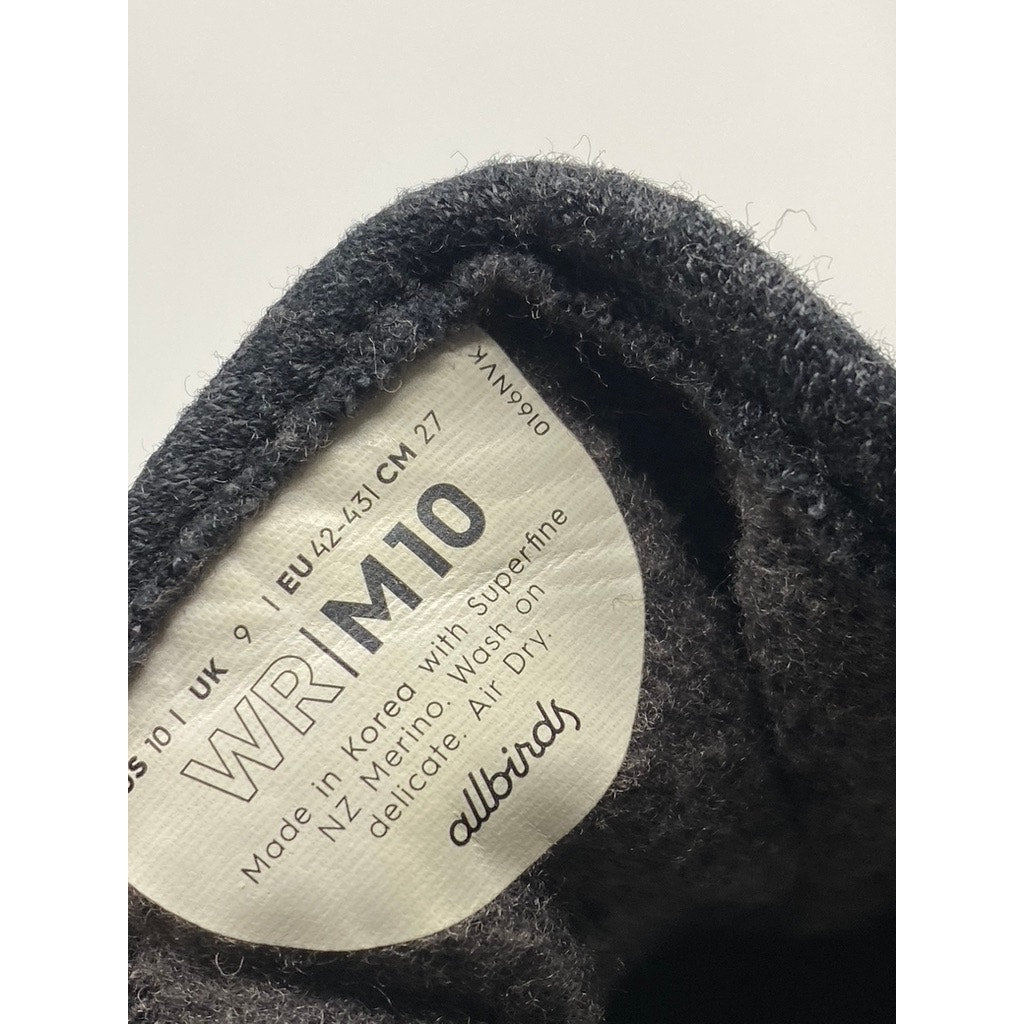 US 10 | UK 9 | EU 42-43 | CM 27
WR | M10
Made in Korea with Superfine
NZ Merino. Wash on
delicate. Air Dry.
allbirds
0166NVK